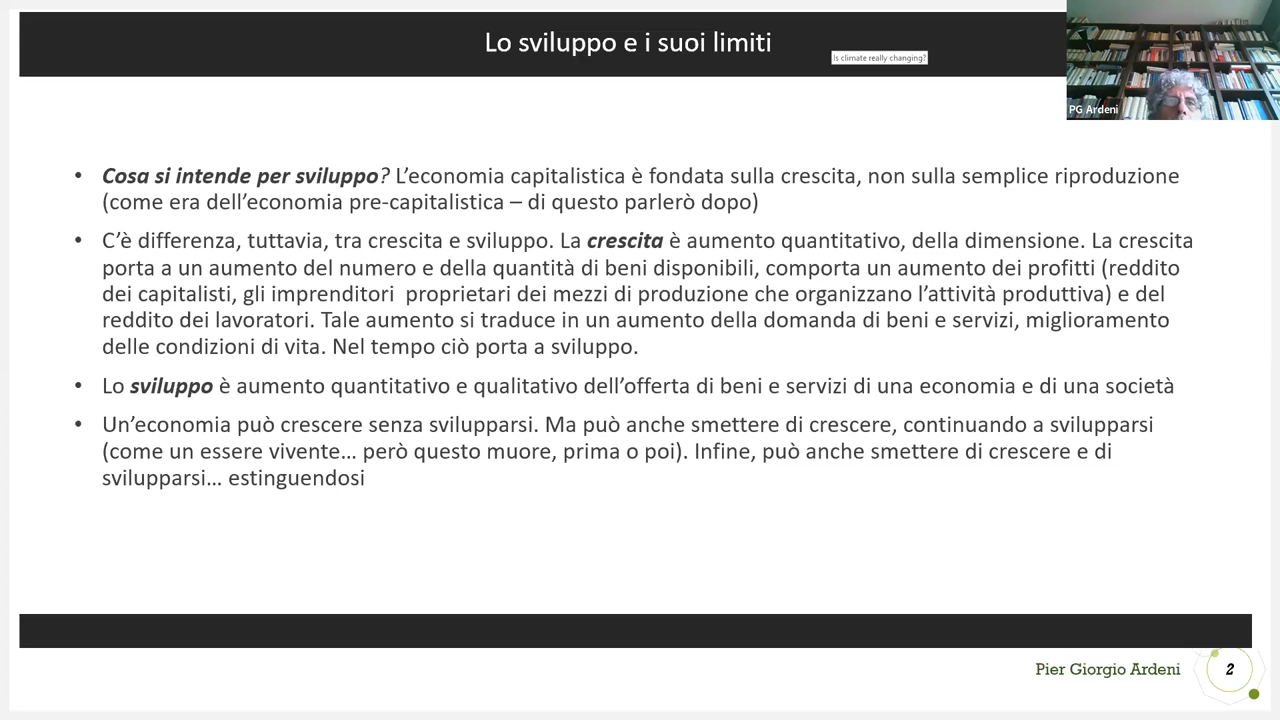 Lo sviluppo e i suoi limiti
Is climate really changing?
PG Ardeni
• Cosa si intende per sviluppo? L’economia capitalistica è fondata sulla crescita, non sulla semplice riproduzione
(come era dell’economia pre-capitalistica – di questo parlerò dopo)
• C’è differenza, tuttavia, tra crescita e sviluppo. La crescita è aumento quantitativo, della dimensione. La crescita
porta a un aumento del numero e della quantità di beni disponibili, comporta un aumento dei profitti (reddito
dei capitalisti, gli imprenditori  proprietari dei mezzi di produzione che organizzano l’attività produttiva) e del
reddito dei lavoratori. Tale aumento si traduce in un aumento della domanda di beni e servizi, miglioramento
delle condizioni di vita. Nel tempo ciò porta a sviluppo.
• Lo sviluppo è aumento quantitativo e qualitativo dell’offerta di beni e servizi di una economia e di una società
• Un’economia può crescere senza svilupparsi. Ma può anche smettere di crescere, continuando a svilupparsi
(come un essere vivente… però questo muore, prima o poi). Infine, può anche smettere di crescere e di
svilupparsi… estinguendosi
Pier Giorgio Ardeni
2